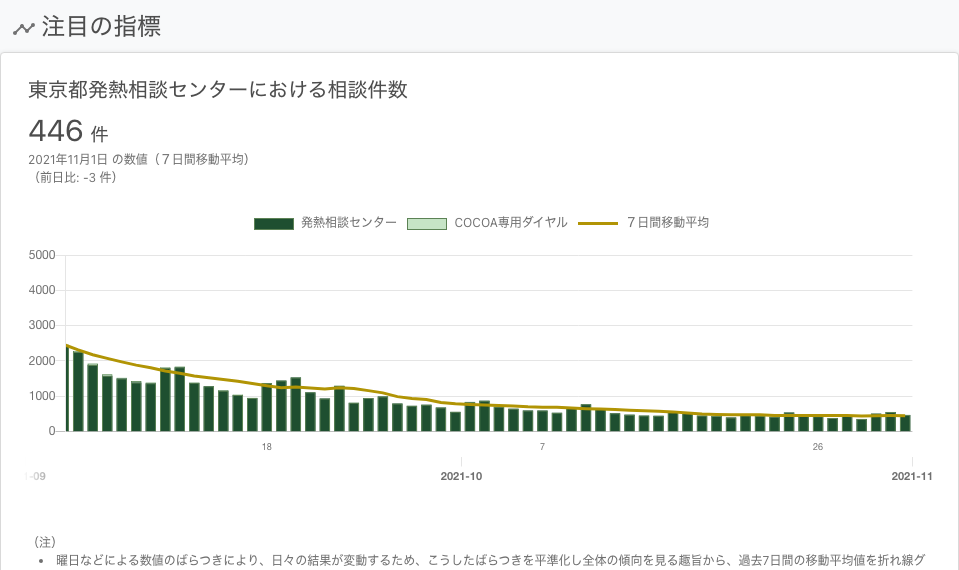 注目の指標
東京都発熱相談センターにおける相談件数
446 件
2021年11月1日 の数値（７日間移動平均）
（前日比: -3 件）
発熱相談センター COCOA専用ダイヤル ７日間移動平均
5000
4000
3000
2000
1000
0
18 7 26
-09 2021-10 2021-11
（注）
• 曜日などによる数値のばらつきにより、日々の結果が変動するため、こうしたばらつきを平準化し全体の傾向を見る趣旨から、過去7日間の移動平均値を折れ線グ